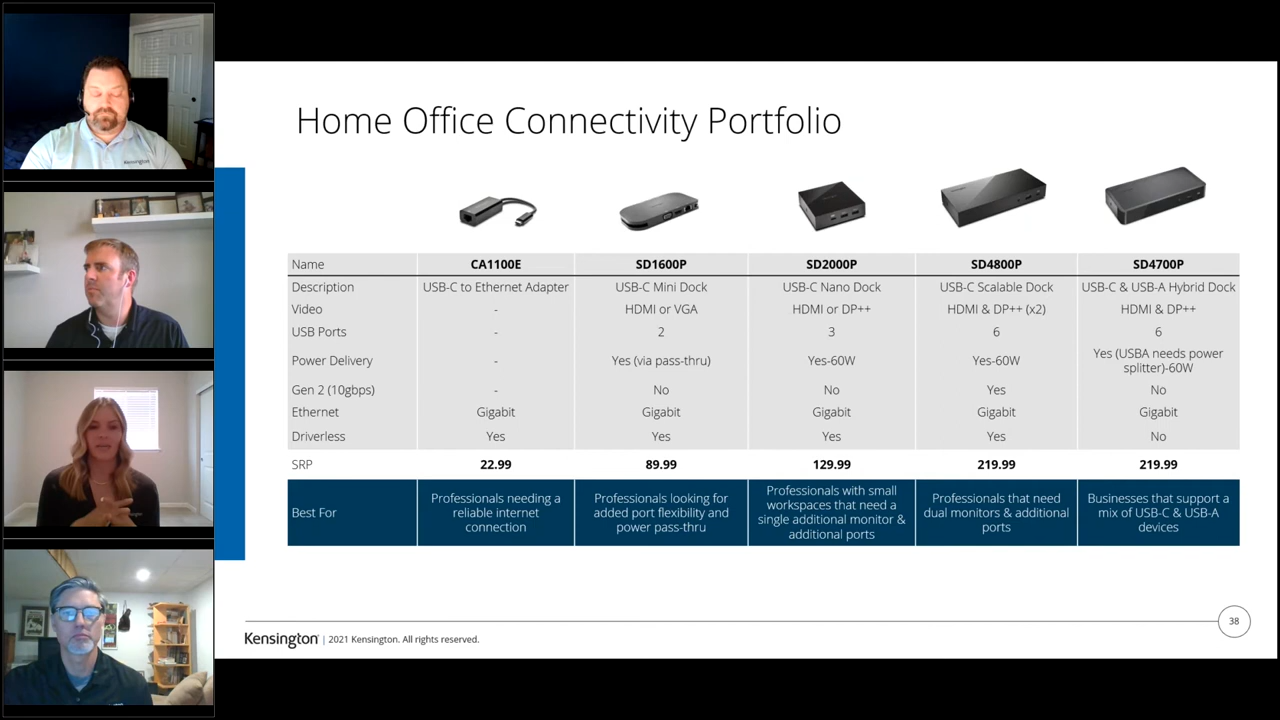 Home Office Connectivity Portfolio
Name CA1100E SD1600P SD2000P SD4800P SD4700P
Description USB-C to Ethernet Adapter USB-C Mini Dock USB-C Nano Dock USB-C Scalable Dock USB-C & USB-A Hybrid Dock
Video - HDMI or VGA HDMI or DP++ HDMI & DP++ (x2) HDMI & DP++
USB Ports - 2 3 6 6
Power Delivery - Yes (via pass-thru) Yes-60W Yes-60W Yes (USBA needs power
splitter)-60W
Gen 2 (10gbps) - No No Yes No
Ethernet Gigabit Gigabit Gigabit Gigabit Gigabit
Driverless Yes Yes Yes Yes No
SRP 22.99 89.99 129.99 219.99 219.99
Best For
Professionals needing a
reliable internet
connection
Professionals looking for
added port flexibility and
power pass-thru
Professionals with small
workspaces that need a
single additional monitor &
additional ports
Professionals that need
dual monitors & additional
ports
Businesses that support a
mix of USB-C & USB-A
devices
Kensington | 2021 Kensington. All rights reserved.
38
Kensington